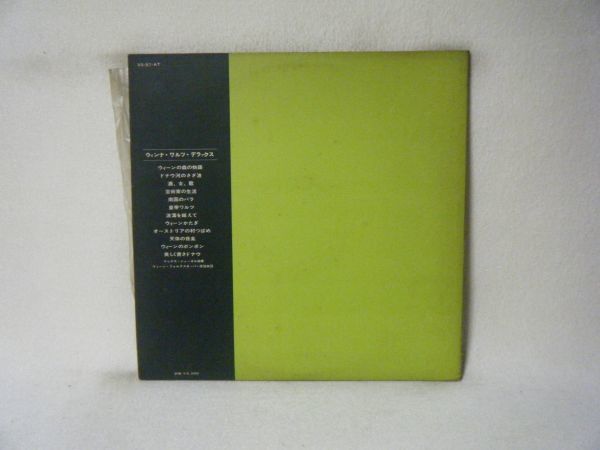 ウィンナ・ワルツ・デラックス
ウィーンの森の物語
ドナウ河のさざ波
酒、女、歌
芸術家の生活
南国のバラ
皇帝ワルツ
波濤を越えて
ウィーンかたぎ
オーストリアの村つばめ
天体の音楽
ウィーンのボンボン
美しく青きドナウ